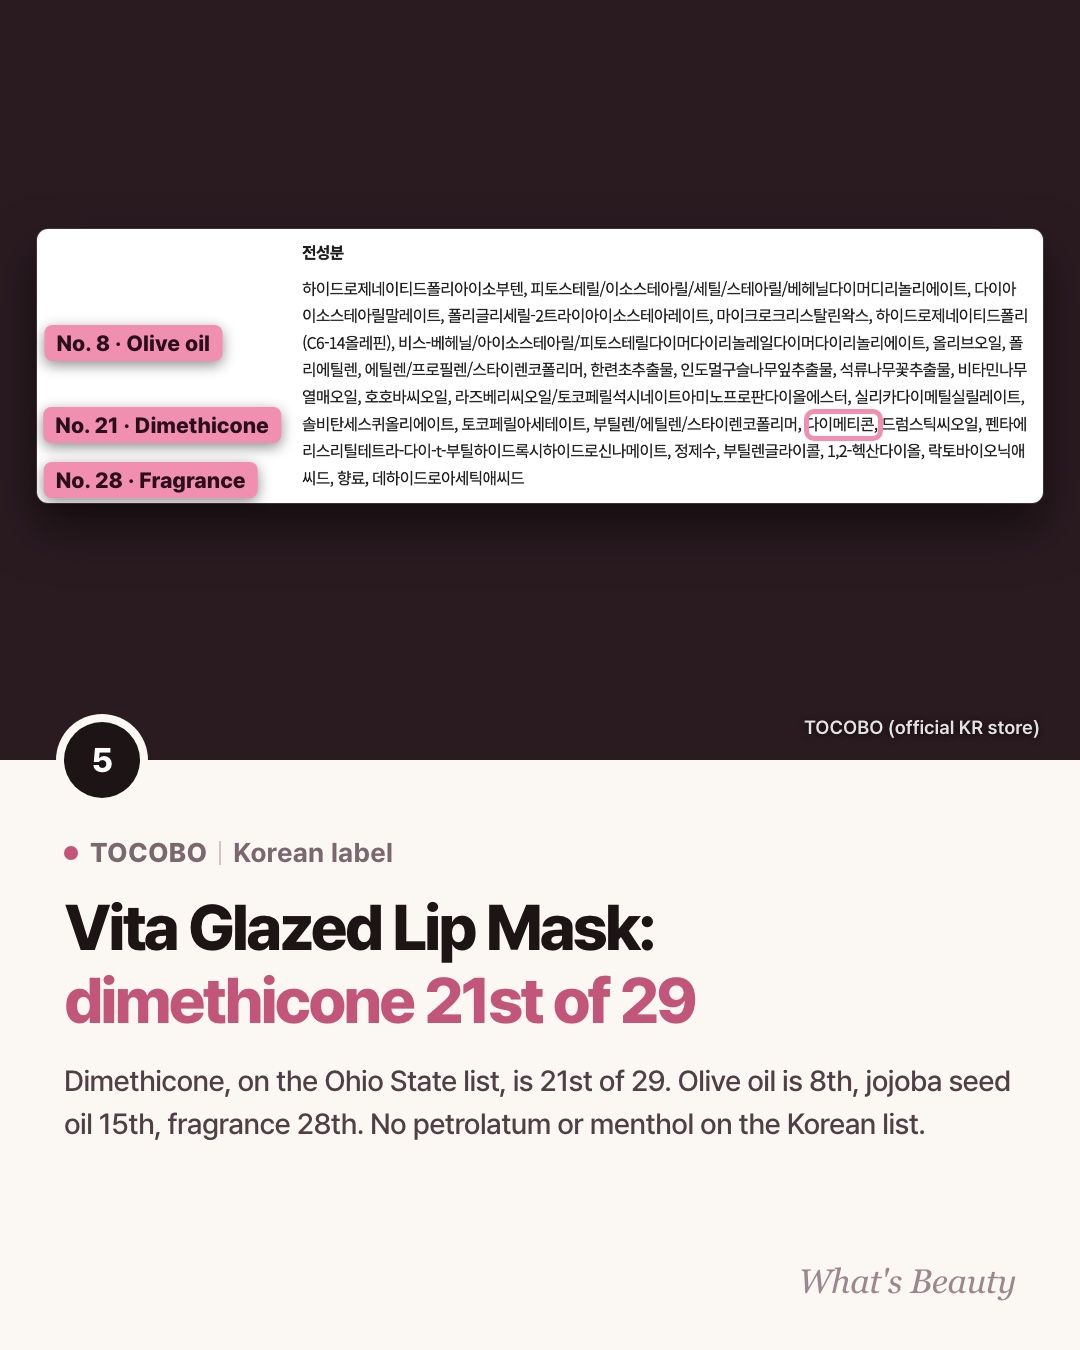 전성분
하이드로제네이티드폴리아이소부텐, 피토스테릴/이소스테아릴/세틸/스테아릴/베헤닐다이머디리놀리에이트, 다이아
이소스테아릴말레이트, 폴리글리세릴-2트라이아이소스테아레이트, 마이크로크리스탈린왁스, 하이드로제네이티드폴리
(C6-14올레핀), 비스-베헤닐/아이소스테아릴/피토스테릴다이머다이리놀레일다이머다이리놀리에이트, 올리브오일, 폴
리에틸렌, 에틸렌/프로필렌/스타이렌코폴리머, 한련초추출물, 인도멀구슬나무잎추출물, 석류나무꽃추출물, 비타민나무
열매오일, 호호바씨오일, 라즈베리씨오일/토코페릴석시네이트아미노프로판다이올에스터, 실리카다이메틸실릴레이트,
솔비탄세스퀴올리에이트, 토코페릴아세테이트, 부틸렌/에틸렌/스타이렌코폴리머, 다이메티콘, 드럼스틱씨오일, 펜타에
리스리틸테트라-다이-t-부틸하이드록시하이드로신나메이트, 정제수, 부틸렌글라이콜, 1,2-헥산다이올, 락토바이오닉애
씨드, 향료, 데하이드로아세틱애씨드
No. 8 · Olive oil
No. 21 · Dimethicone
No. 28 · Fragrance
TOCOBO (official KR store)
5
TOCOBO | Korean label
Vita Glazed Lip Mask:
dimethicone 21st of 29
Dimethicone, on the Ohio State list, is 21st of 29. Olive oil is 8th, jojoba seed
oil 15th, fragrance 28th. No petrolatum or menthol on the Korean list.
What's Beauty